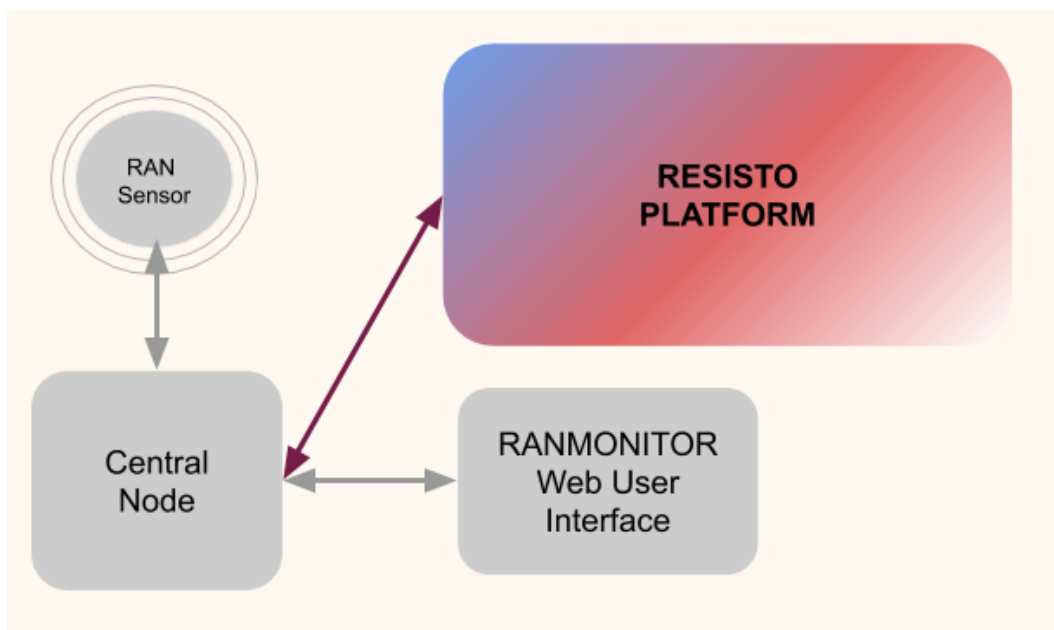 RAN
Sensor
RESISTO
PLATFORM
Central
Node
RANMONITOR
Web User
Interface